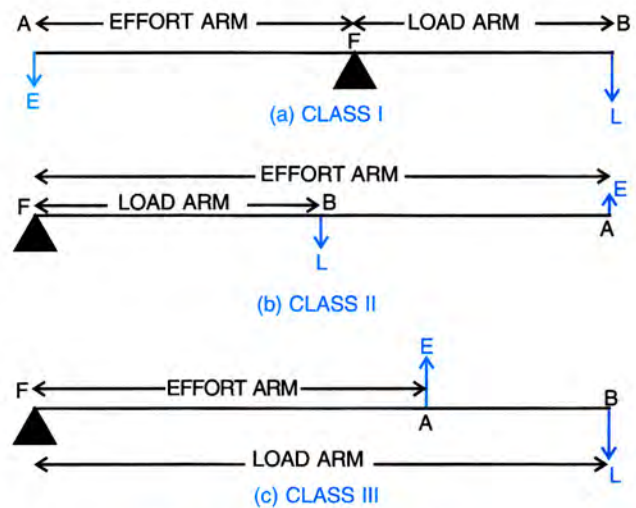 A EFFORT ARM LOAD ARM B
F
E
L
(a) CLASS I
EFFORT ARM
E
F LOAD ARM B
A
L
(b) CLASS II
E
F EFFORT ARM B
A
LOAD ARM L
(c) CLASS III